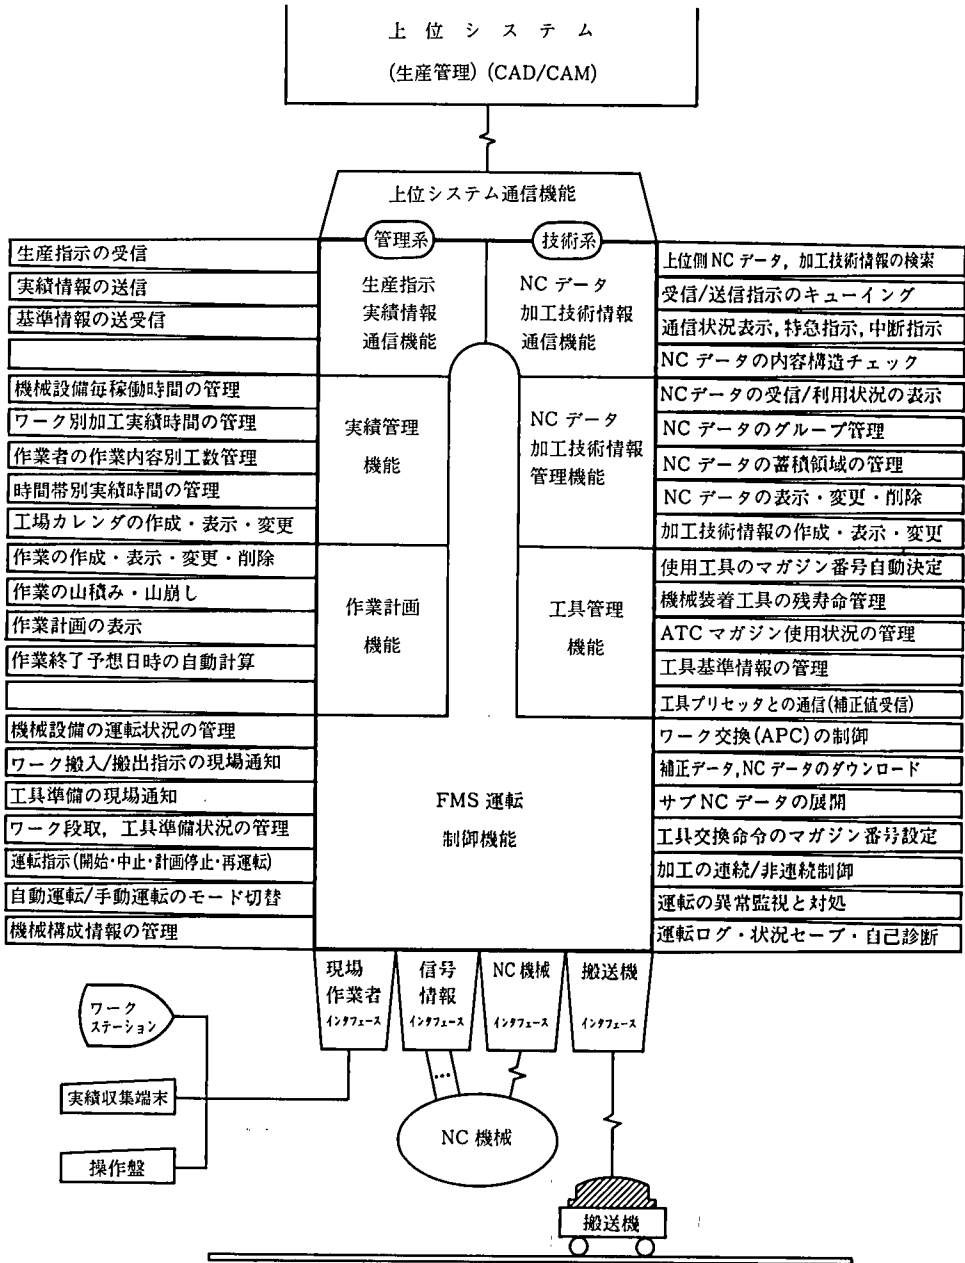 上位システム
(生産管理) (CAD/CAM)
上位システム通信機能
管理系
技術系
生産指示の受信
実績情報の送信
基準情報の送受信
機械設備毎稼働時間の管理
ワーク別加工実績時間の管理
作業者の作業内容別工数管理
時間帯別実績時間の管理
工場カレンダの作成・表示・変更
作業の作成・表示・変更・削除
作業の山積み・山崩し
作業計画の表示
作業終了予想日時の自動計算
機械設備の運転状況の管理
ワーク搬入/搬出指示の現場通知
工具準備の現場通知
ワーク段取, 工具準備状況の管理
運転指示(開始・中止・計画停止・再運転)
自動運転/手動運転のモード切替
機械構成情報の管理
生産指示
実績情報
通信機能
NC データ
加工技術情報
通信機能
実績管理
機能
NC データ
加工技術情報
管理機能
作業計画
機能
工具管理
機能
FMS 運転
制御機能
上位側 NC データ, 加工技術情報の検索
受信/送信指示のキューイング
通信状況表示, 特急指示, 中断指示
NC データの内容構造チェック
NCデータの受信/利用状況の表示
NC データのグループ管理
NC データの蓄積領域の管理
NC データの表示・変更・削除
加工技術情報の作成・表示・変更
使用工具のマガジン番号自動決定
機械装着工具の残寿命管理
ATC マガジン使用状況の管理
工具基準情報の管理
工具プリセッタとの通信(補正値受信)
ワーク交換(APC)の制御
補正データ, NC データのダウンロード
サブ NC データの展開
工具交換命令のマガジン番号設定
加工の連続/非連続制御
運転の異常監視と対処
運転ログ・状況セーブ・自己診断
現場
作業者
インタフェース
信号
情報
インタフェース
NC 機械
インタフェース
搬送機
インタフェース
ワーク
ステーション
実績収集端末
操作盤
…
NC 機械
搬送機